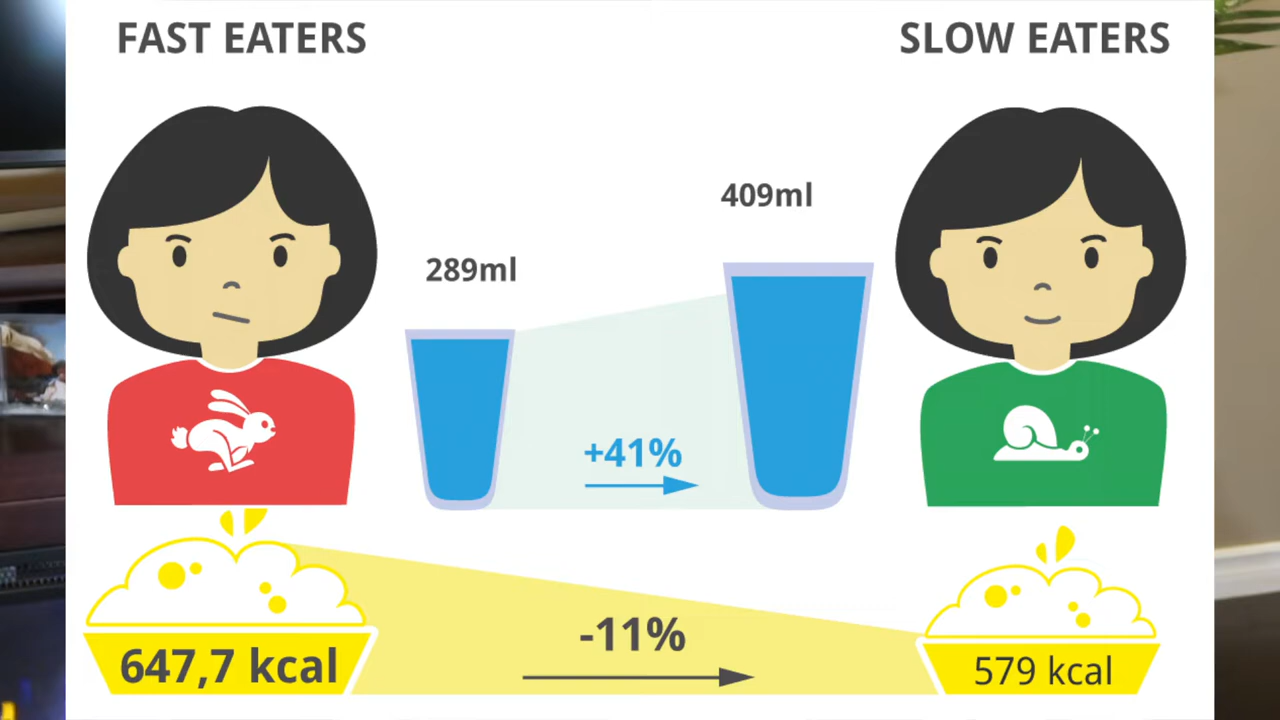 FAST EATERS
SLOW EATERS
409ml
289ml
+41%
-11%
647,7 kcal
579 kcal